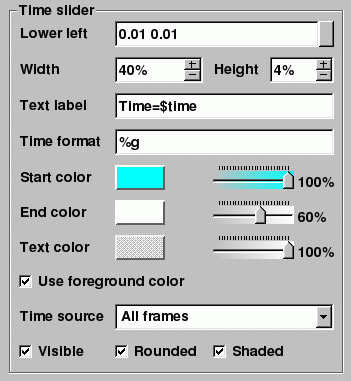 Time slider
Lower left 0.01 0.01
Width 40% Height 4%
Text label Time=$time
Time format %g
Start color 100%
End color 60%
Text color 100%
Use foreground color
Time source All frames
Visible Rounded Shaded